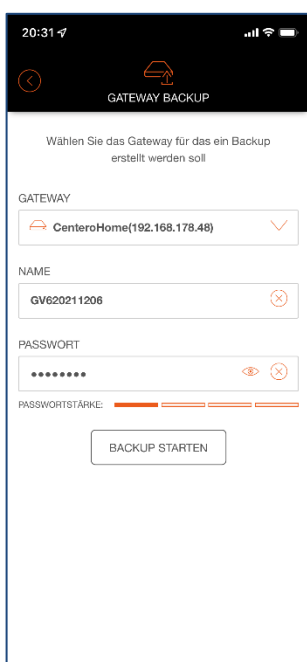 20:31
GATEWAY BACKUP
Wählen Sie das Gateway für das ein Backup
erstellt werden soll
GATEWAY
CenteroHome(192.168.178.48)
NAME
GV620211206
PASSWORT
••••••••
PASSWORTSTÄRKE:
BACKUP STARTEN